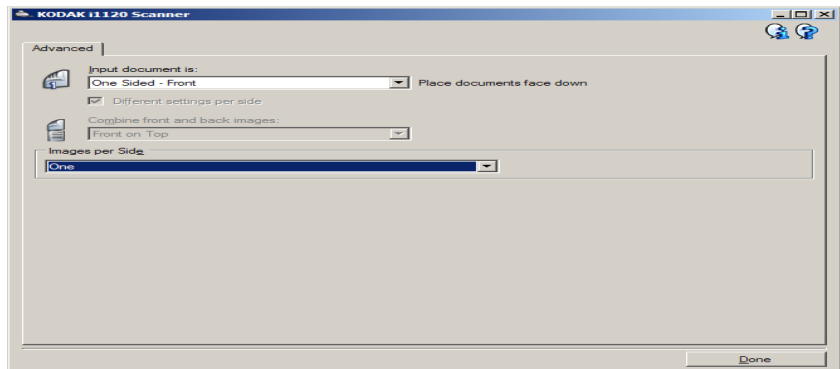 KODAK i1120 Scanner
Advanced
Input document is:
One Sided - Front
Place documents face down
Different settings per side
Combine front and back images:
Front on Top
Images per Side
One
Done